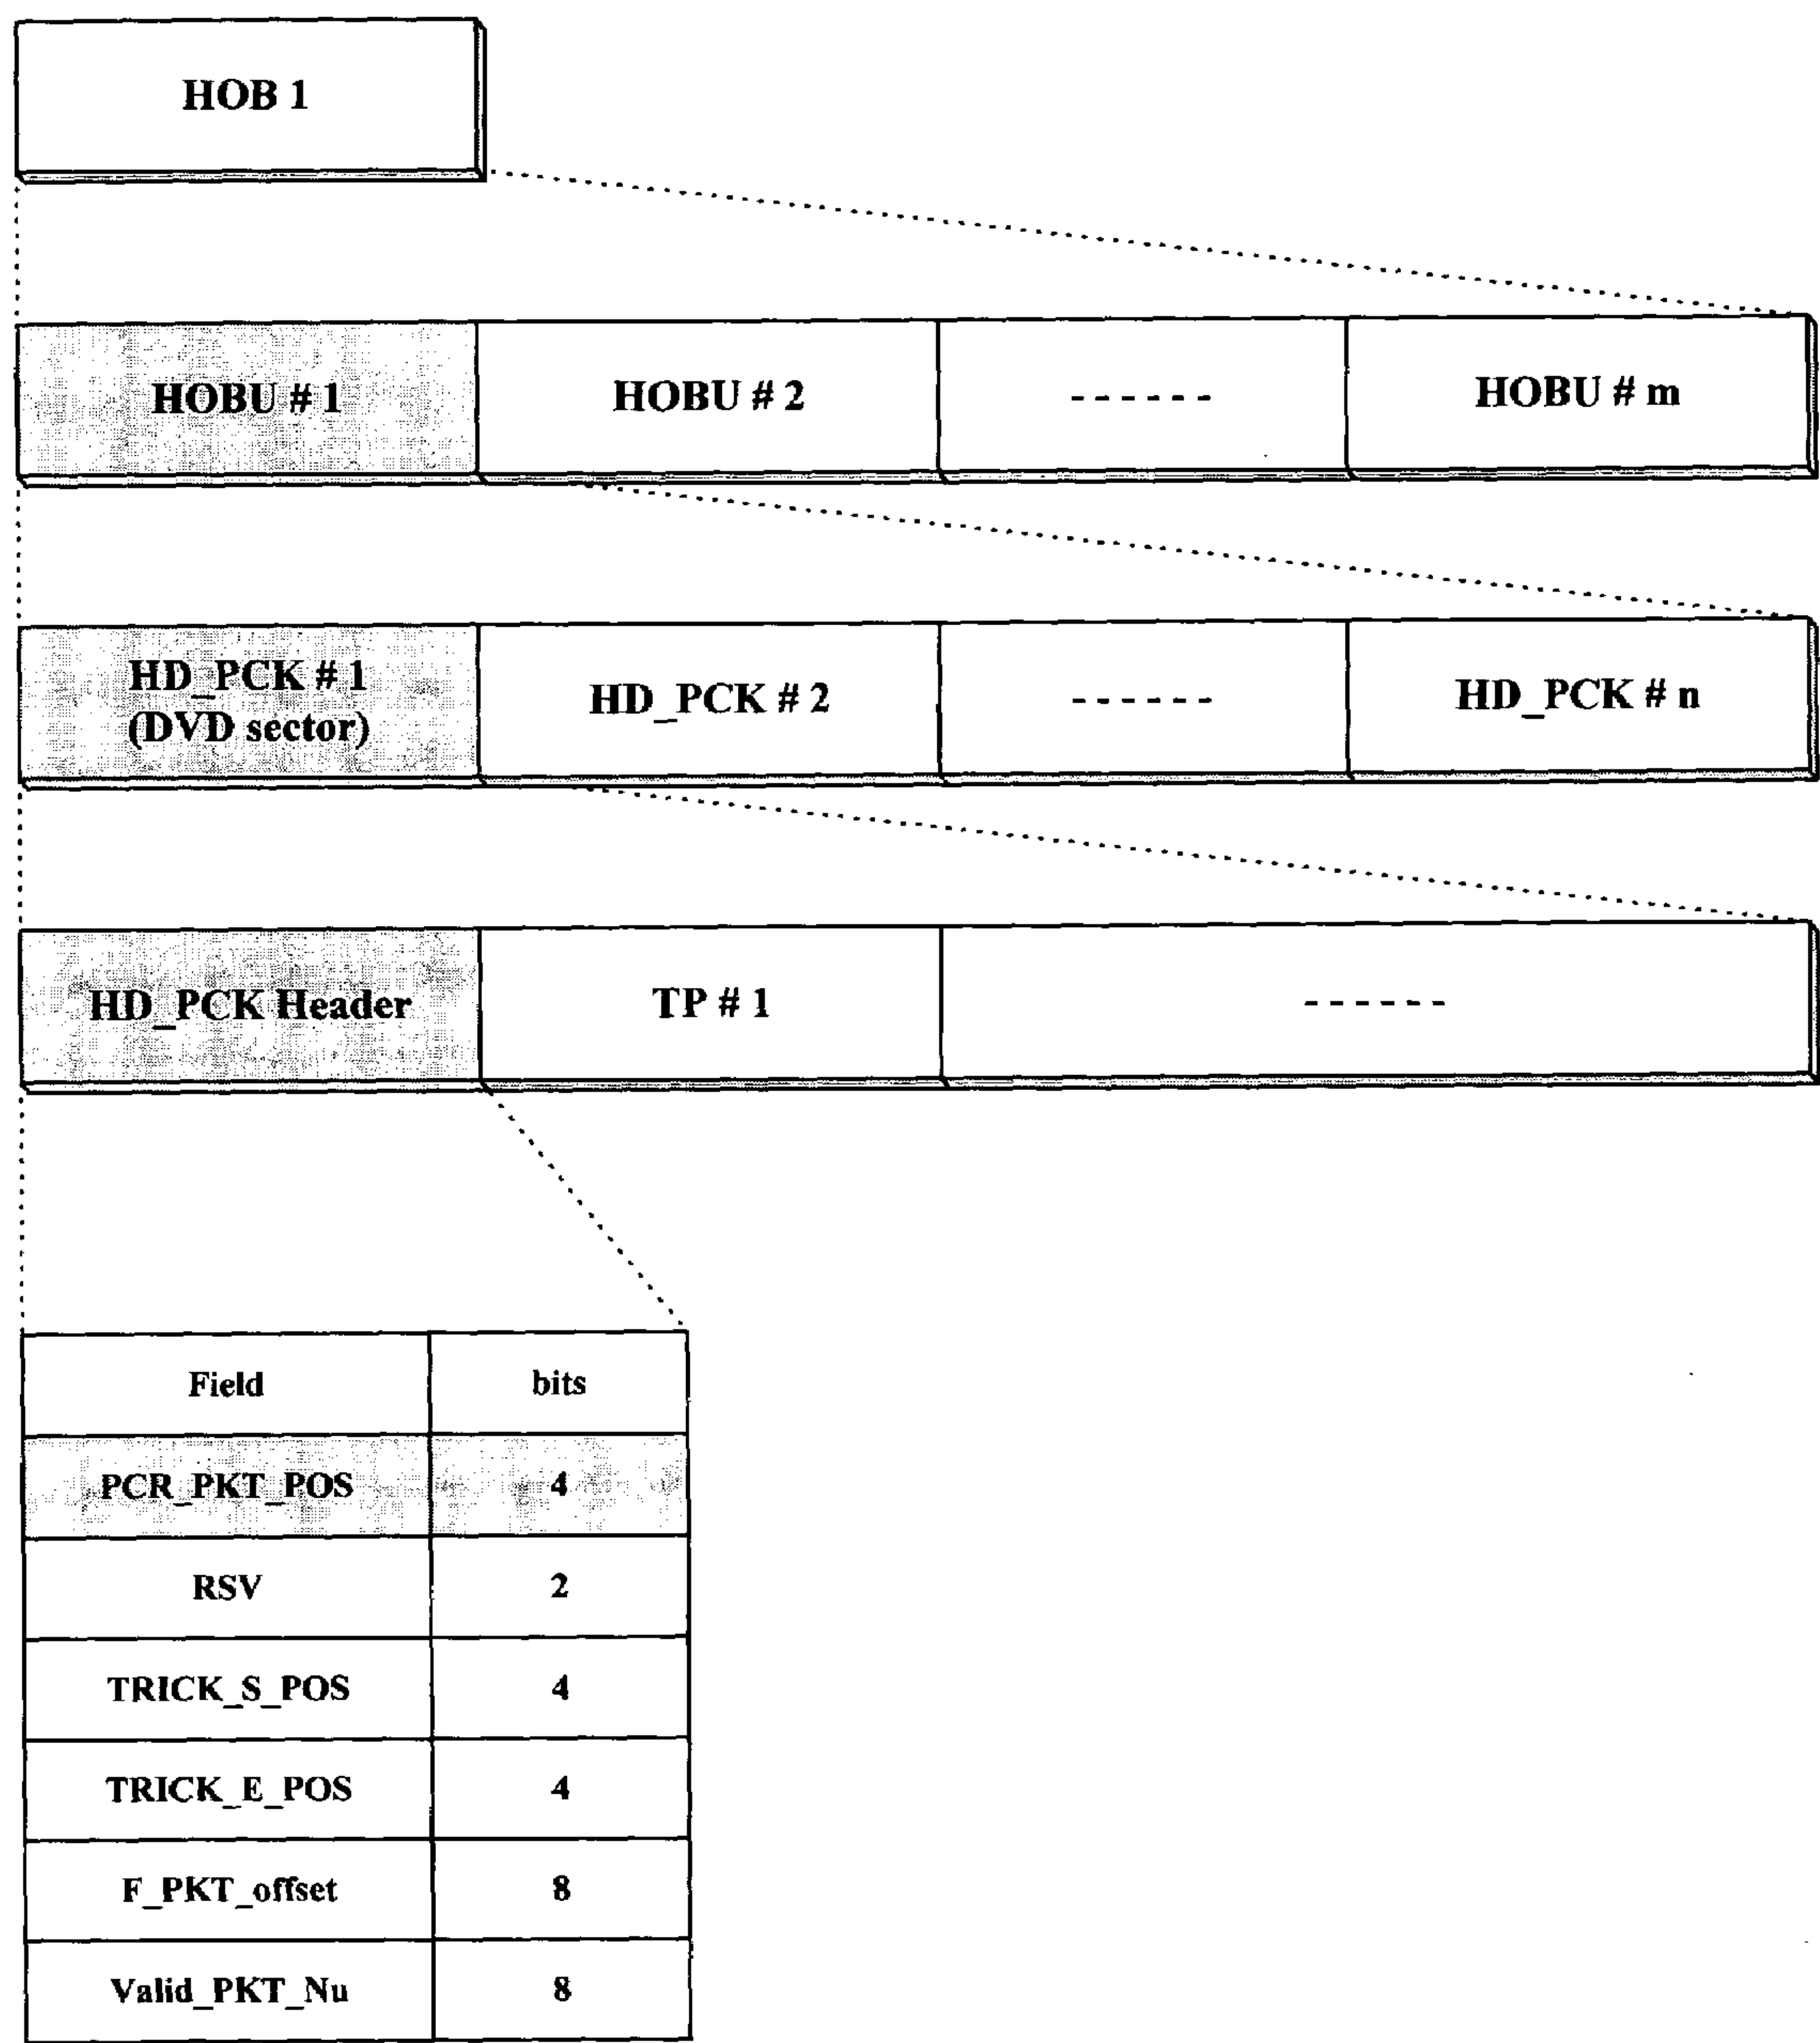 HOB 1
HOBU # 1 HOBU # 2 ------ HOBU # m
HD_PCK # 1
(DVD sector) HD_PCK # 2 ------ HD_PCK # n
HD_PCK Header TP # 1 ------
Field bits
PCR_PKT_POS 4
RSV 2
TRICK_S_POS 4
TRICK_E_POS 4
F_PKT_offset 8
Valid_PKT_Nu 8